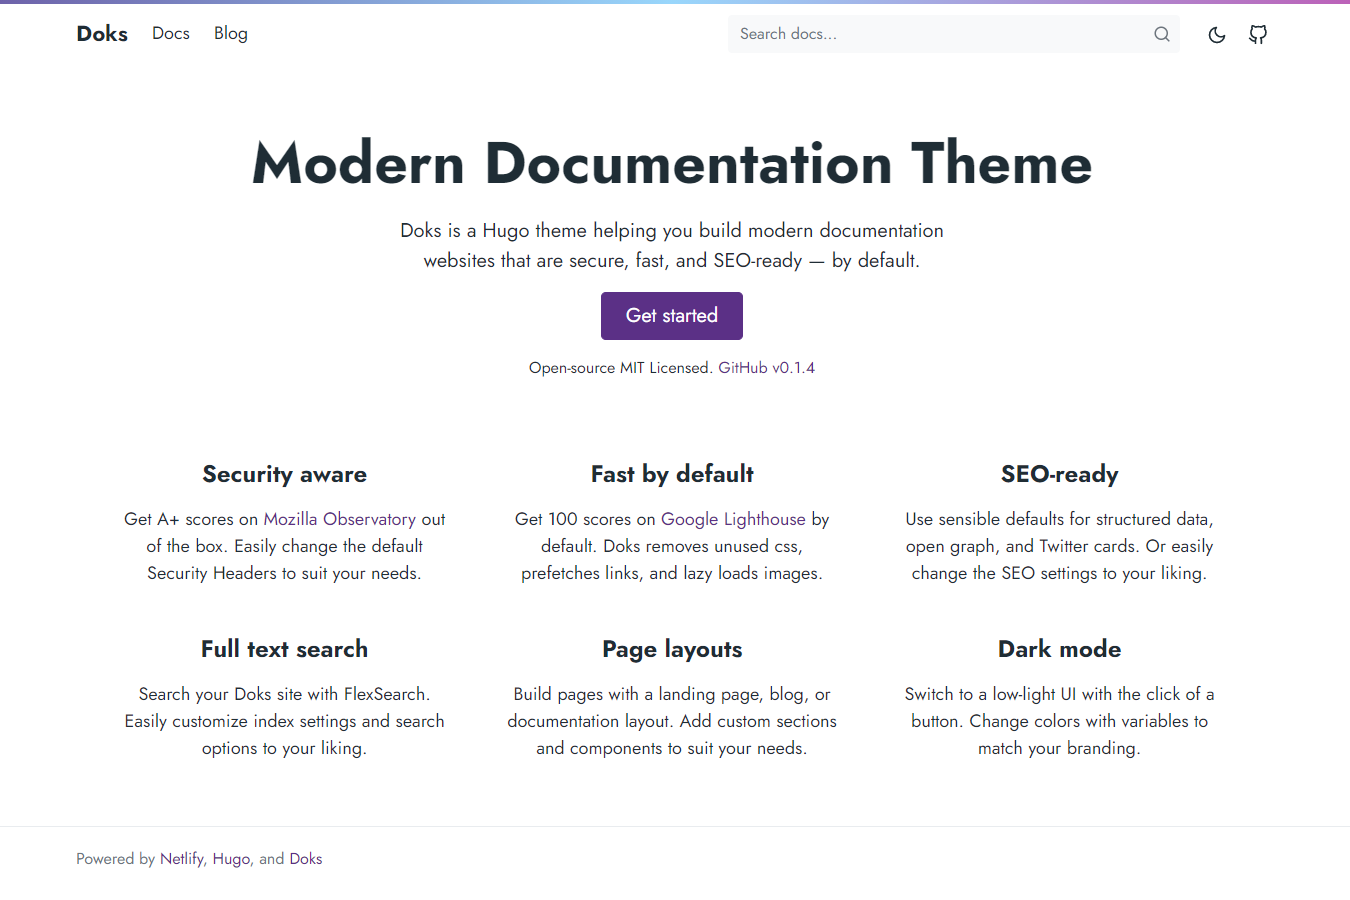 Doks Docs Blog Search docs...
Modern Documentation Theme
Doks is a Hugo theme helping you build modern documentation
websites that are secure, fast, and SEO-ready — by default.
Get started
Open-source MIT Licensed. GitHub v0.1.4
Security aware
Get A+ scores on Mozilla Observatory out
of the box. Easily change the default
Security Headers to suit your needs.
Fast by default
Get 100 scores on Google Lighthouse by
default. Doks removes unused css,
prefetches links, and lazy loads images.
SEO-ready
Use sensible defaults for structured data,
open graph, and Twitter cards. Or easily
change the SEO settings to your liking.
Full text search
Search your Doks site with FlexSearch.
Easily customize index settings and search
options to your liking.
Page layouts
Build pages with a landing page, blog, or
documentation layout. Add custom sections
and components to suit your needs.
Dark mode
Switch to a low-light UI with the click of a
button. Change colors with variables to
match your branding.
Powered by Netlify, Hugo, and Doks